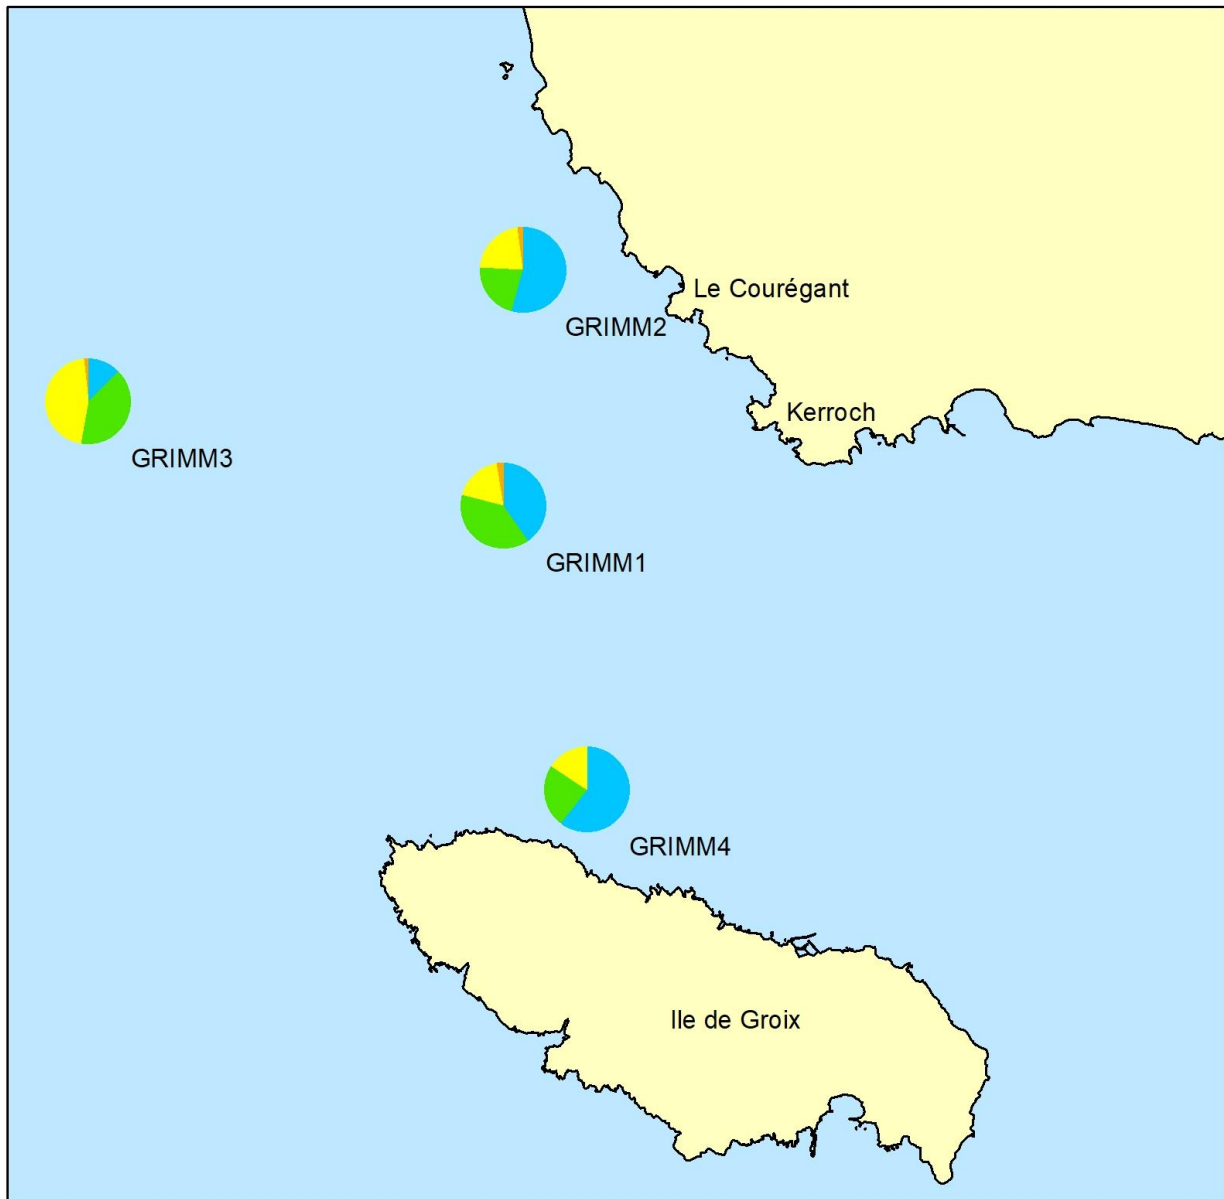 Le Courégant
GRIMM2
Kerroch
GRIMM3
GRIMM1
GRIMM4
Ile de Groix